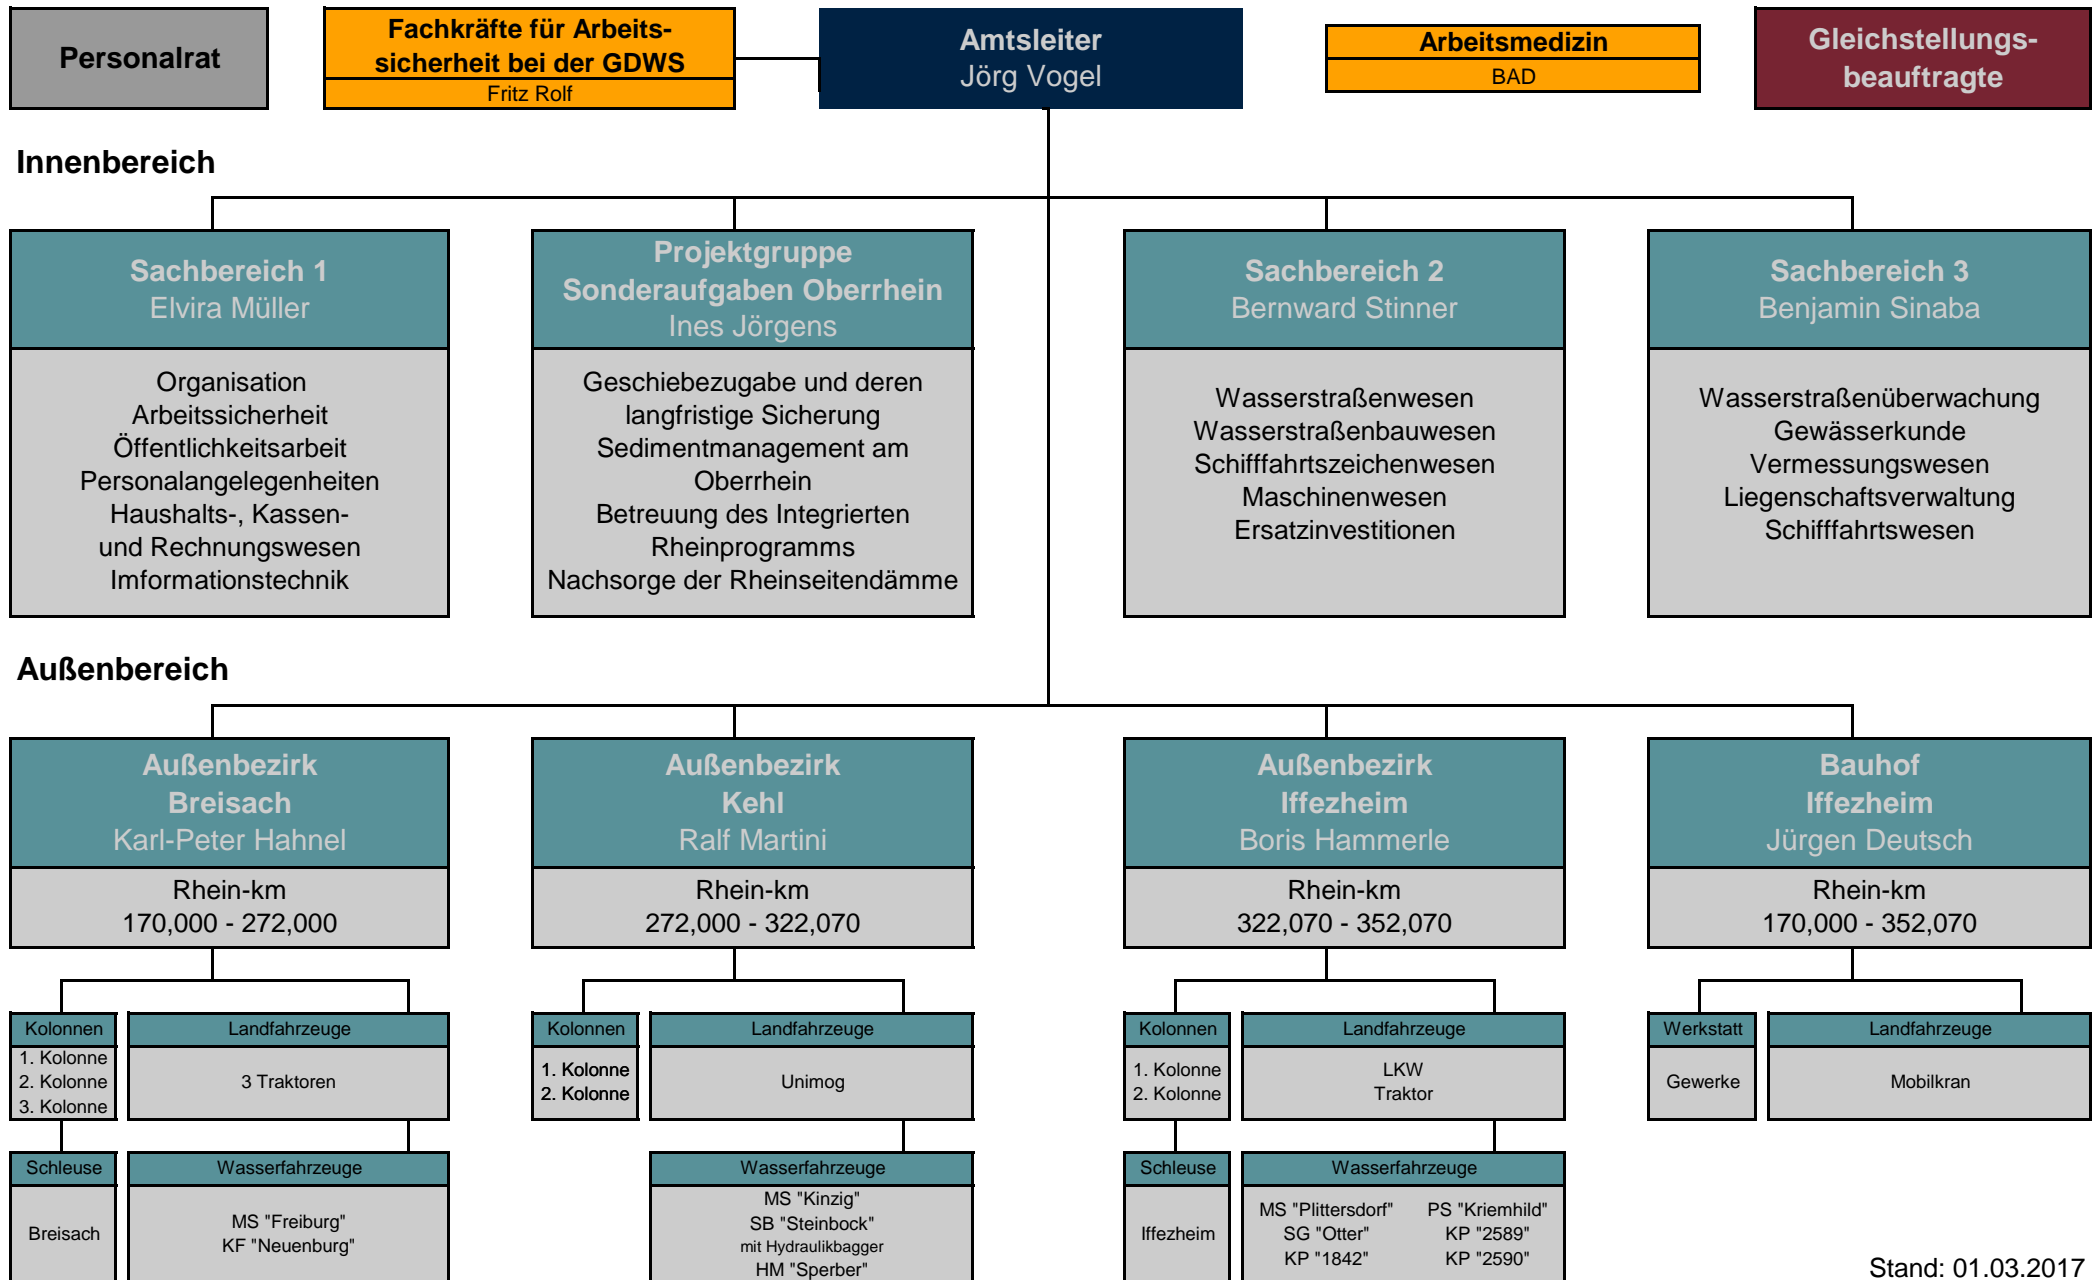 Personalrat
Fachkräfte für Arbeits-
sicherheit bei der GDWS
Fritz Rolf
Amtsleiter
Jörg Vogel
Arbeitsmedizin
BAD
Gleichstellungs-
beauftragte
Innenbereich
Sachbereich 1
Elvira Müller
Organisation
Arbeitssicherheit
Öffentlichkeitsarbeit
Personalangelegenheiten
Haushalts-, Kassen-
und Rechnungswesen
Imformationstechnik
Projektgruppe
Sonderaufgaben Oberrhein
Ines Jörgens
Geschiebezugabe und deren
langfristige Sicherung
Sedimentmanagement am
Oberrhein
Betreuung des Integrierten
Rheinprogramms
Nachsorge der Rheinseitendämme
Sachbereich 2
Bernward Stinner
Wasserstraßenwesen
Wasserstraßenbauwesen
Schifffahrtszeichenwesen
Maschinenwesen
Ersatzinvestitionen
Sachbereich 3
Benjamin Sinaba
Wasserstraßenüberwachung
Gewässerkunde
Vermessungswesen
Liegenschaftsverwaltung
Schifffahrtswesen
Außenbereich
Außenbezirk
Breisach
Karl-Peter Hahnel
Rhein-km
170,000 - 272,000
Kolonnen
1. Kolonne
2. Kolonne
3. Kolonne
Landfahrzeuge
3 Traktoren
Schleuse
Breisach
Wasserfahrzeuge
MS "Freiburg"
KF "Neuenburg"
Außenbezirk
Kehl
Ralf Martini
Rhein-km
272,000 - 322,070
Kolonnen
1. Kolonne
2. Kolonne
Landfahrzeuge
Unimog
Wasserfahrzeuge
MS "Kinzig"
SB "Steinbock"
mit Hydraulikbagger
HM "Sperber"
Außenbezirk
Iffezheim
Boris Hammerle
Rhein-km
322,070 - 352,070
Kolonnen
1. Kolonne
2. Kolonne
Landfahrzeuge
LKW
Traktor
Schleuse
Iffezheim
Wasserfahrzeuge
MS "Plittersdorf" PS "Kriemhild"
SG "Otter" KP "2589"
KP "1842" KP "2590"
Bauhof
Iffezheim
Jürgen Deutsch
Rhein-km
170,000 - 352,070
Werkstatt
Gewerke
Landfahrzeuge
Mobilkran
Stand: 01.03.2017